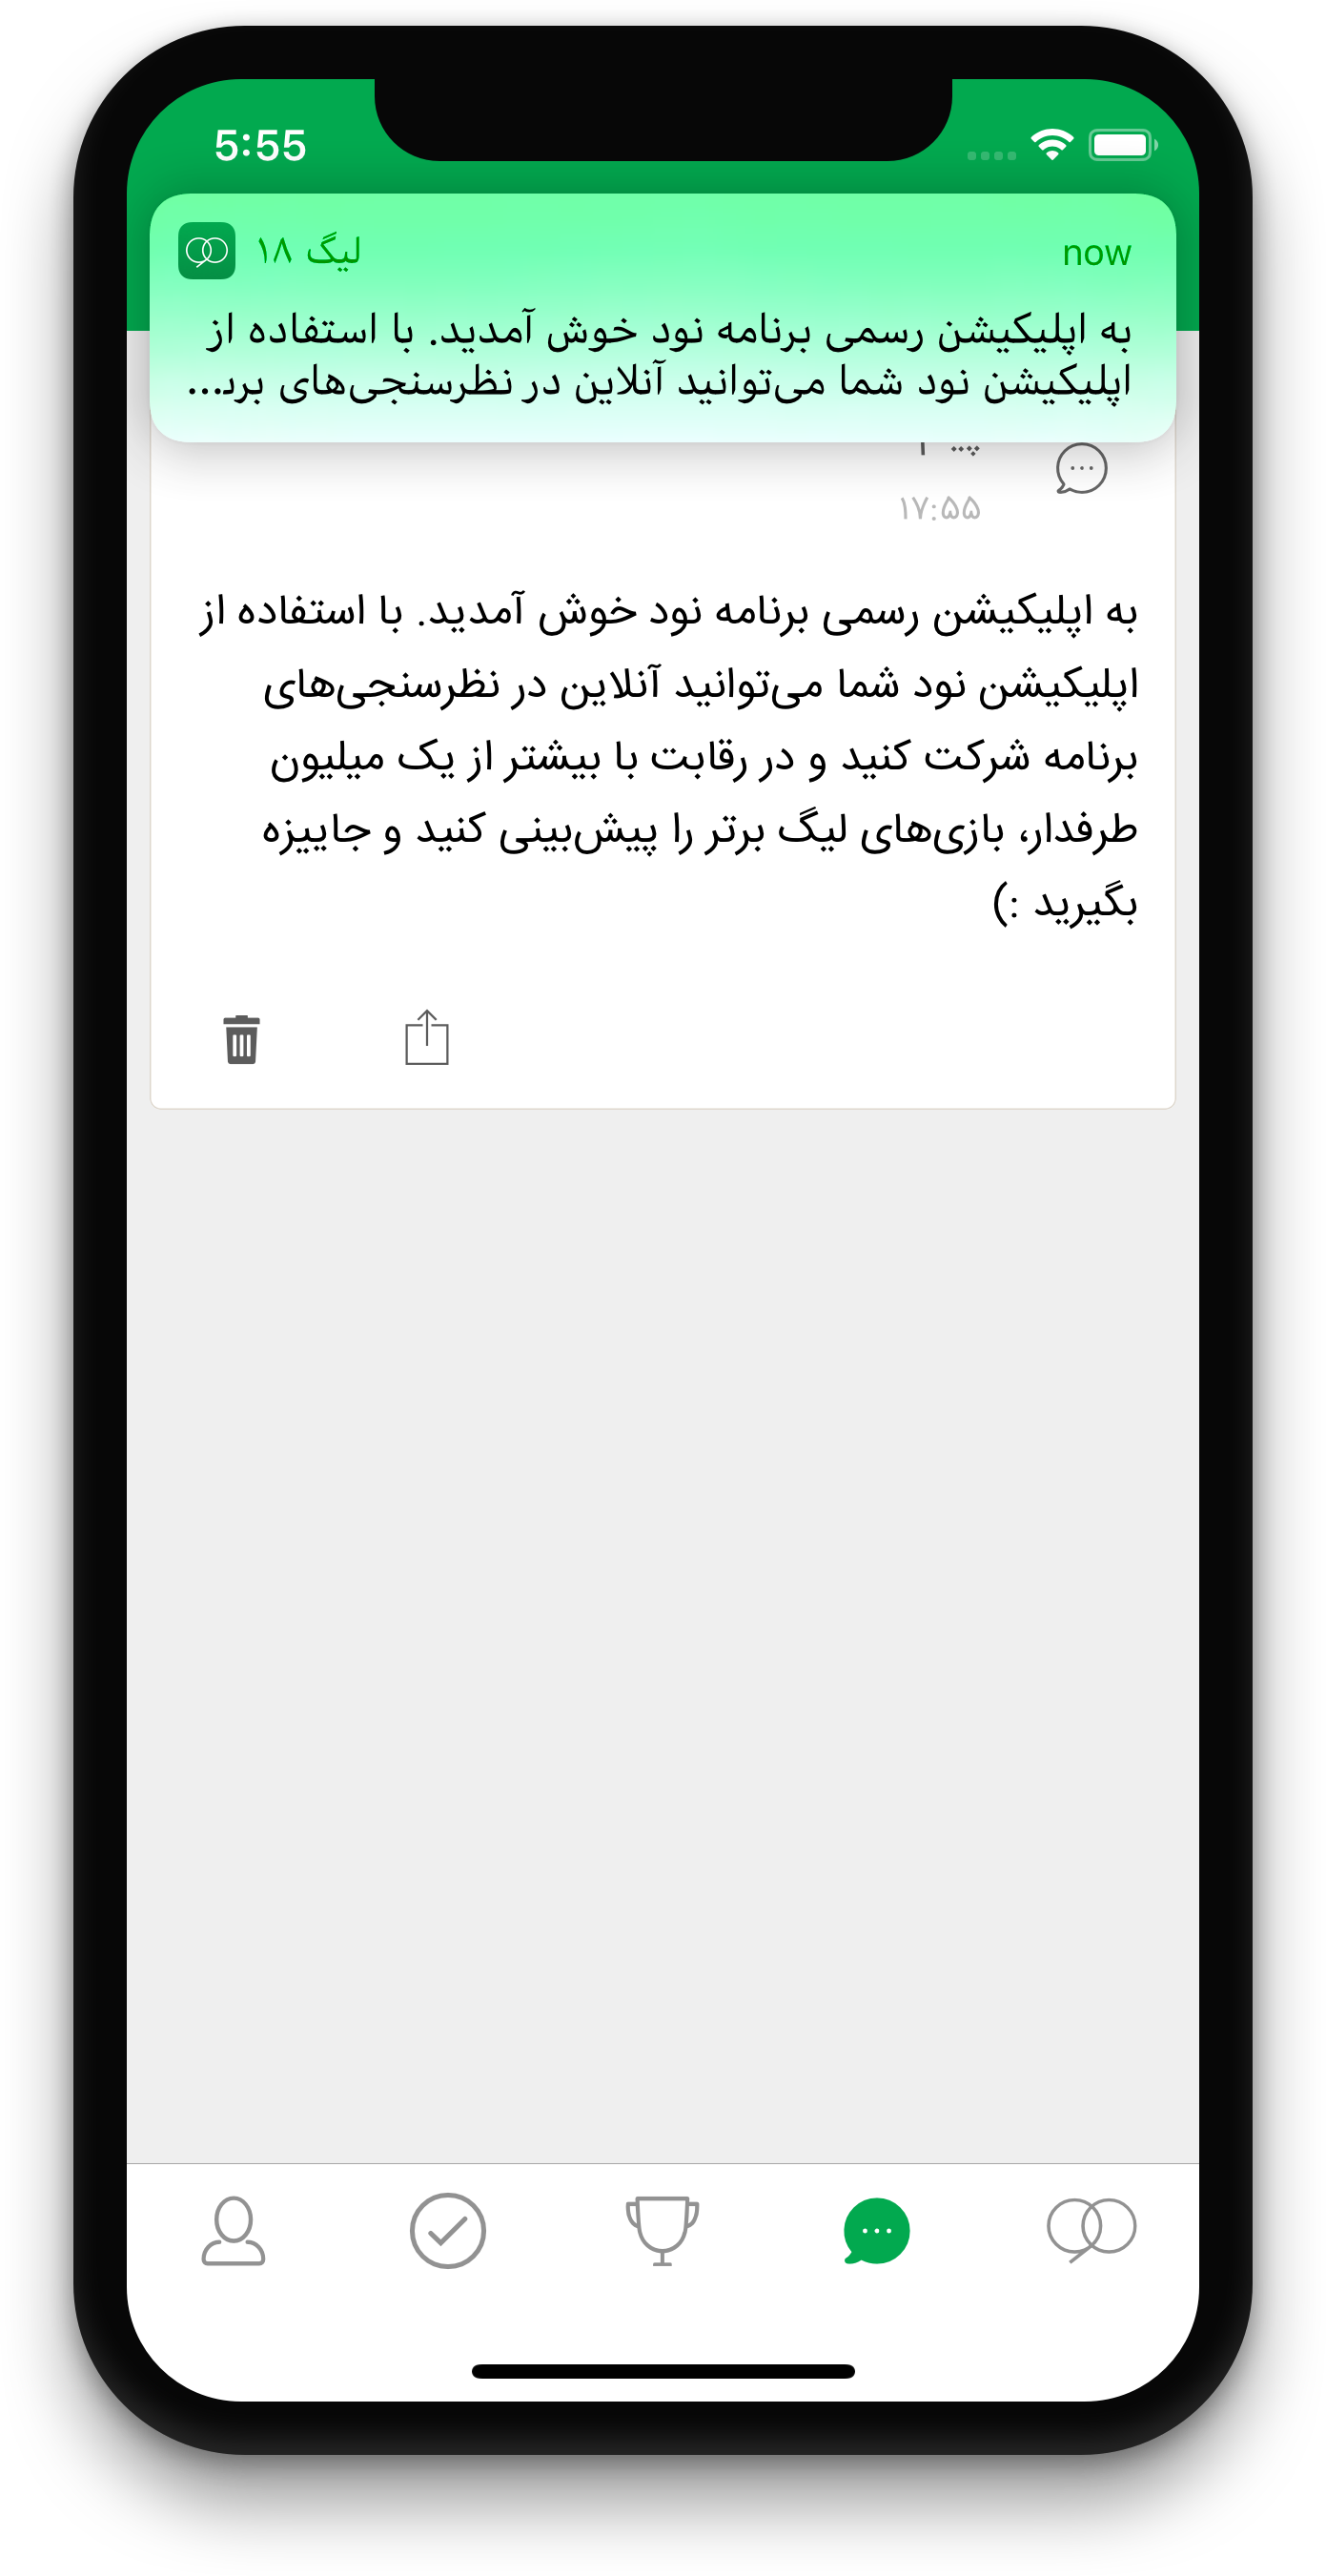 5:55
لیگ ۱۸
now
به اپلیکیشن رسمی برنامه نود خوش آمدید. با استفاده از
اپلیکیشن نود شما می‌توانید آنلاین در نظرسنجی‌های برنـ...
۱۷:۵۵
به اپلیکیشن رسمی برنامه نود خوش آمدید. با استفاده از
اپلیکیشن نود شما می‌توانید آنلاین در نظرسنجی‌های
برنامه شرکت کنید و در رقابت با بیشتر از یک میلیون
طرفدار، بازی‌های لیگ برتر را پیش‌بینی کنید و جاییزه
بگیرید :)